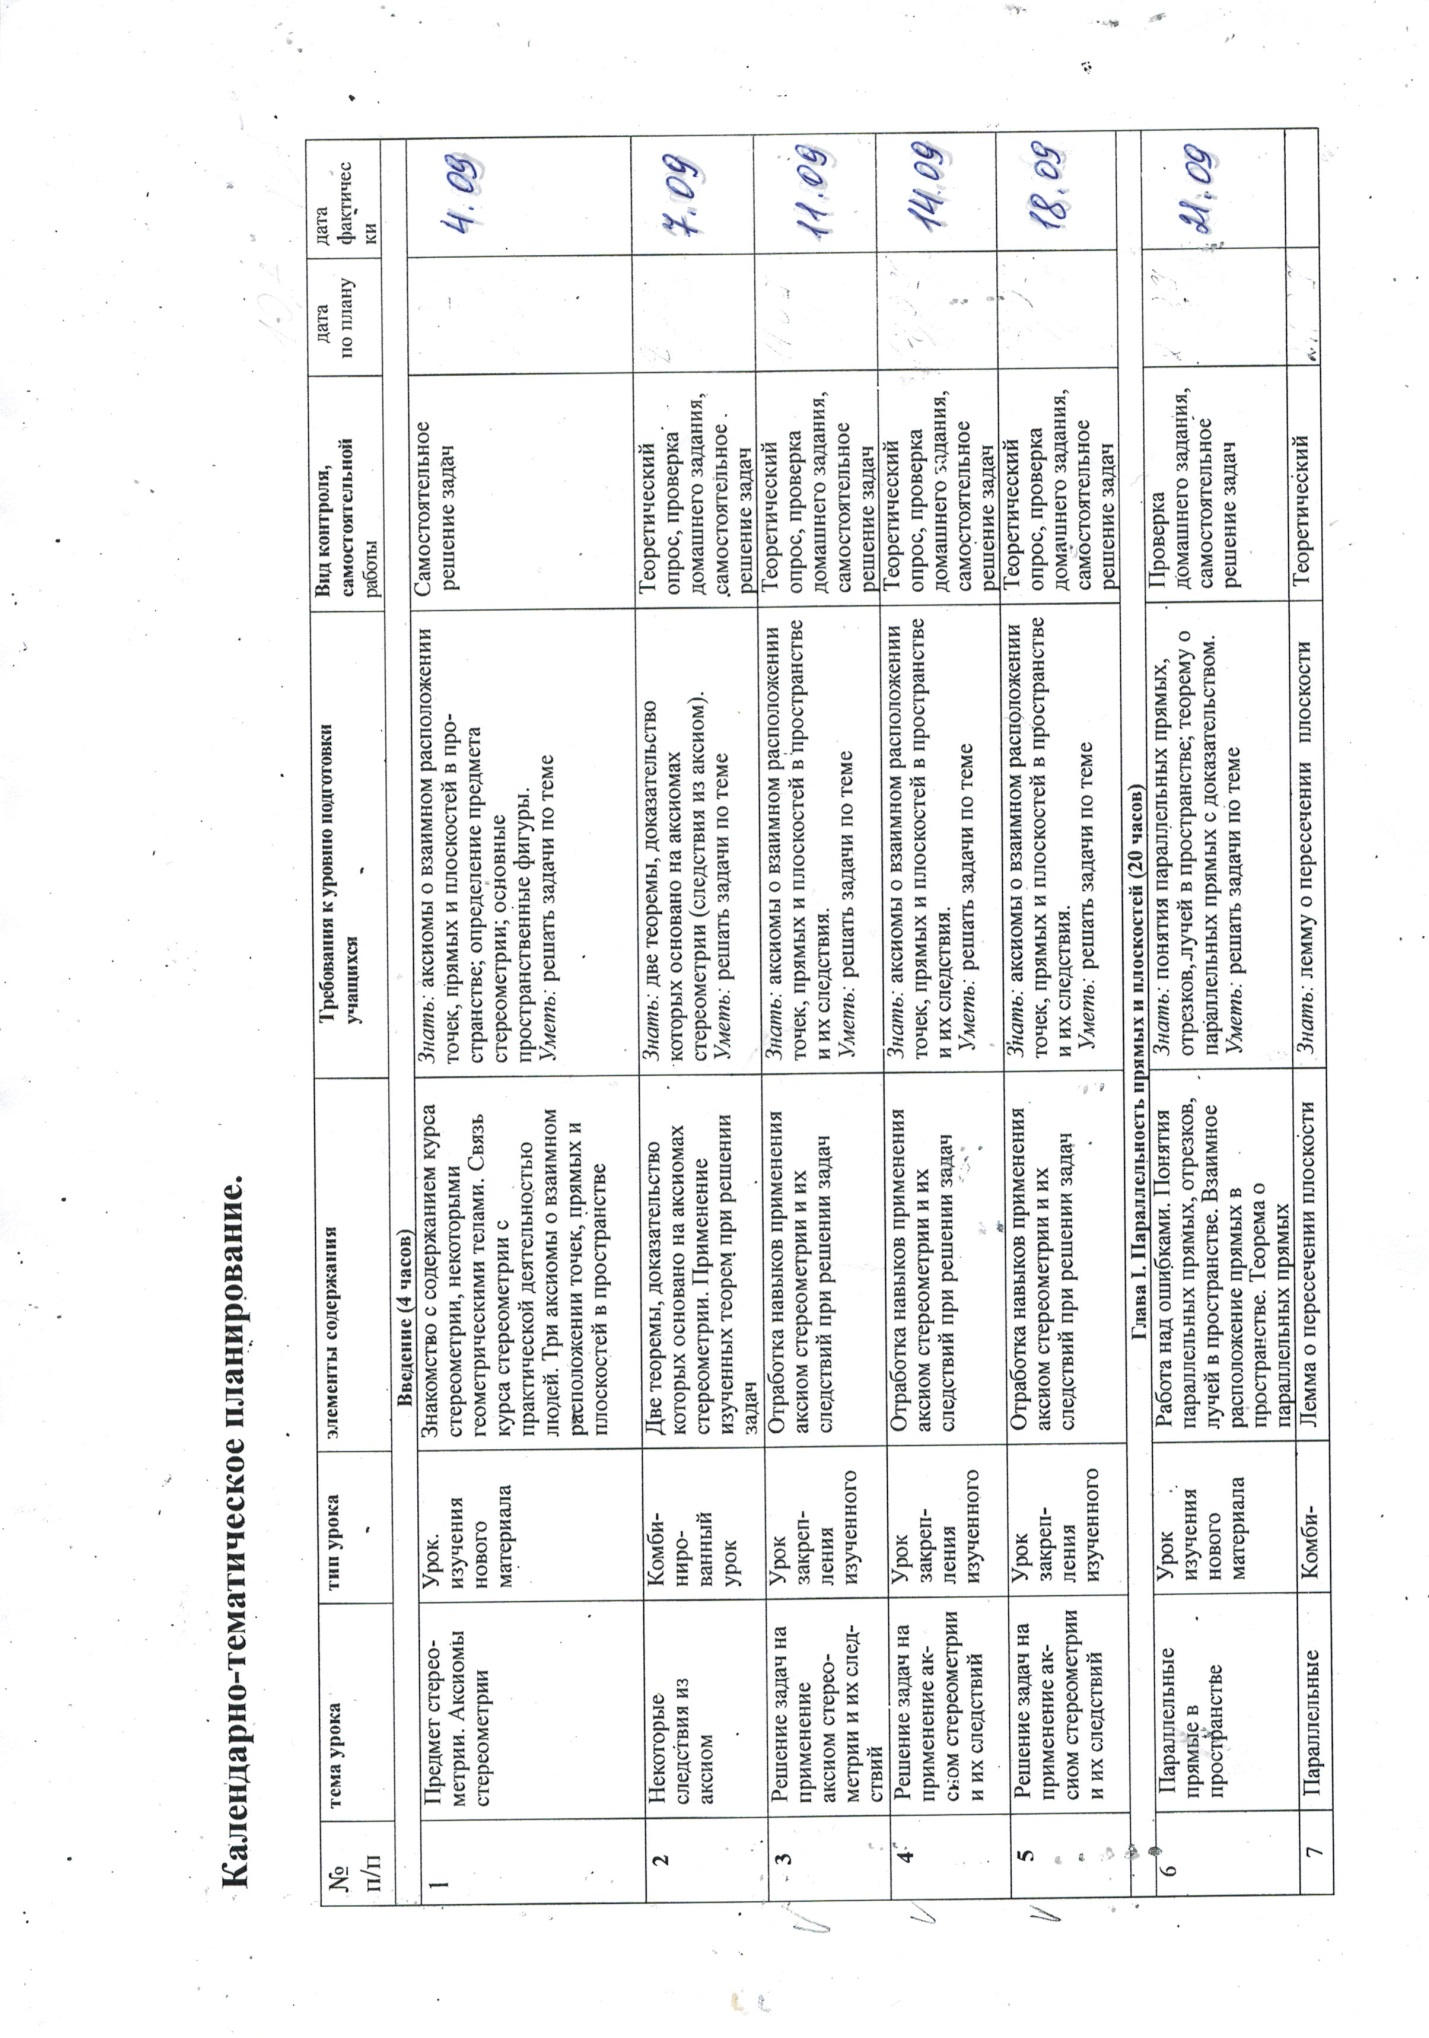 Календарно-тематическое планирование.
№
п/п
тема урока
тип урока
элементы содержания
Требования к уровню подготовки
учащихся
Вид контроля,
самостоятельной
работы
дата
по плану
дата
фактичес
ки
Введение (4 часов)
1
Предмет стерео-
метрии. Аксиомы
стереометрии
Урок.
изучения
нового
материала
Знакомство с содержанием курса
стереометрии, некоторыми
геометрическими телами. Связь
курса стереометрии с
практической деятельностью
людей. Три аксиомы о взаимном
расположении точек, прямых и
плоскостей в пространстве
Знать: аксиомы о взаимном расположении
точек, прямых и плоскостей в про-
странстве; определение предмета
стереометрии; основные
пространственные фигуры.
Уметь: решать задачи по теме
Самостоятельное
решение задач
4.09
2
Некоторые
следствия из
аксиом
Комби-
ниро-
ванный
урок
Две теоремы, доказательство
которых основано на аксиомах
стереометрии. Применение
изученных теорем при решении
задач
Знать: две теоремы, доказательство
которых основано на аксиомах
стереометрии (следствия из аксиом).
Уметь: решать задачи по теме
Теоретический
опрос, проверка
домашнего задания,
самостоятельное
решение задач
7.09
3
Решение задач на
применение
аксиом стерео-
метрии и их след-
ствий
Урок
закреп-
ления
изученного
Отработка навыков применения
аксиом стереометрии и их
следствий при решении задач
Знать: аксиомы о взаимном расположении
точек, прямых и плоскостей в пространстве
и их следствия.
Уметь: решать задачи по теме
Теоретический
опрос, проверка
домашнего задания,
самостоятельное
решение задач
11.09
4
Решение задач на
применение ак-
сиом стереометрии
и их следствий
Урок
закреп-
ления
изученного
Отработка навыков применения
аксиом стереометрии и их
следствий при решении задач
Знать: аксиомы о взаимном расположении
точек, прямых и плоскостей в пространстве
и их следствия.
Уметь: решать задачи по теме
Теоретический
опрос, проверка
домашнего задания,
самостоятельное
решение задач
14.09
5
Решение задач на
применение ак-
сиом стереометрии
и их следствий
Урок
закреп-
ления
изученного
Отработка навыков применения
аксиом стереометрии и их
следствий при решении задач
Знать: аксиомы о взаимном расположении
точек, прямых и плоскостей в пространстве
и их следствия.
Уметь: решать задачи по теме
Теоретический
опрос, проверка
домашнего задания,
самостоятельное
решение задач
18.09
Глава I. Параллельность прямых и плоскостей (20 часов)
6
Параллельные
прямые в
пространстве
Урок
изучения
нового
материала
Работа над ошибками. Понятия
параллельных прямых, отрезков,
лучей в пространстве. Взаимное
расположение прямых в
пространстве. Теорема о
параллельных прямых
Знать: понятия параллельных прямых,
отрезков, лучей в пространстве; теорему о
параллельных прямых с доказательством.
Уметь: решать задачи по теме
Проверка
домашнего задания,
самостоятельное
решение задач
21.09
7
Параллельные
Комби-
Лемма о пересечении плоскости
Знать: лемму о пересечении плоскости
Теоретический